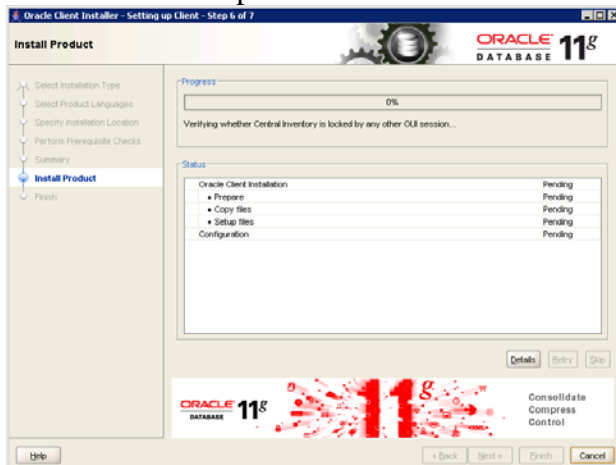 Oracle Client Installer - Setting up Client - Step 6 of 7
Install Product
ORACLE 11g
DATABASE
Select Installation Type
Select Product Languages
Specify Installation Location
Perform Prerequisite Checks
Summary
Install Product
Finish
Progress
0%
Verifying whether Central Inventory is locked by any other OUI session...
Status
Oracle Client Installation Pending
• Prepare Pending
• Copy files Pending
• Setup files Pending
Configuration Pending
Details Retry Skip
ORACLE 11g
DATABASE
11g
Consolidate
Compress
Control
Help
< Back Next > Finish Cancel